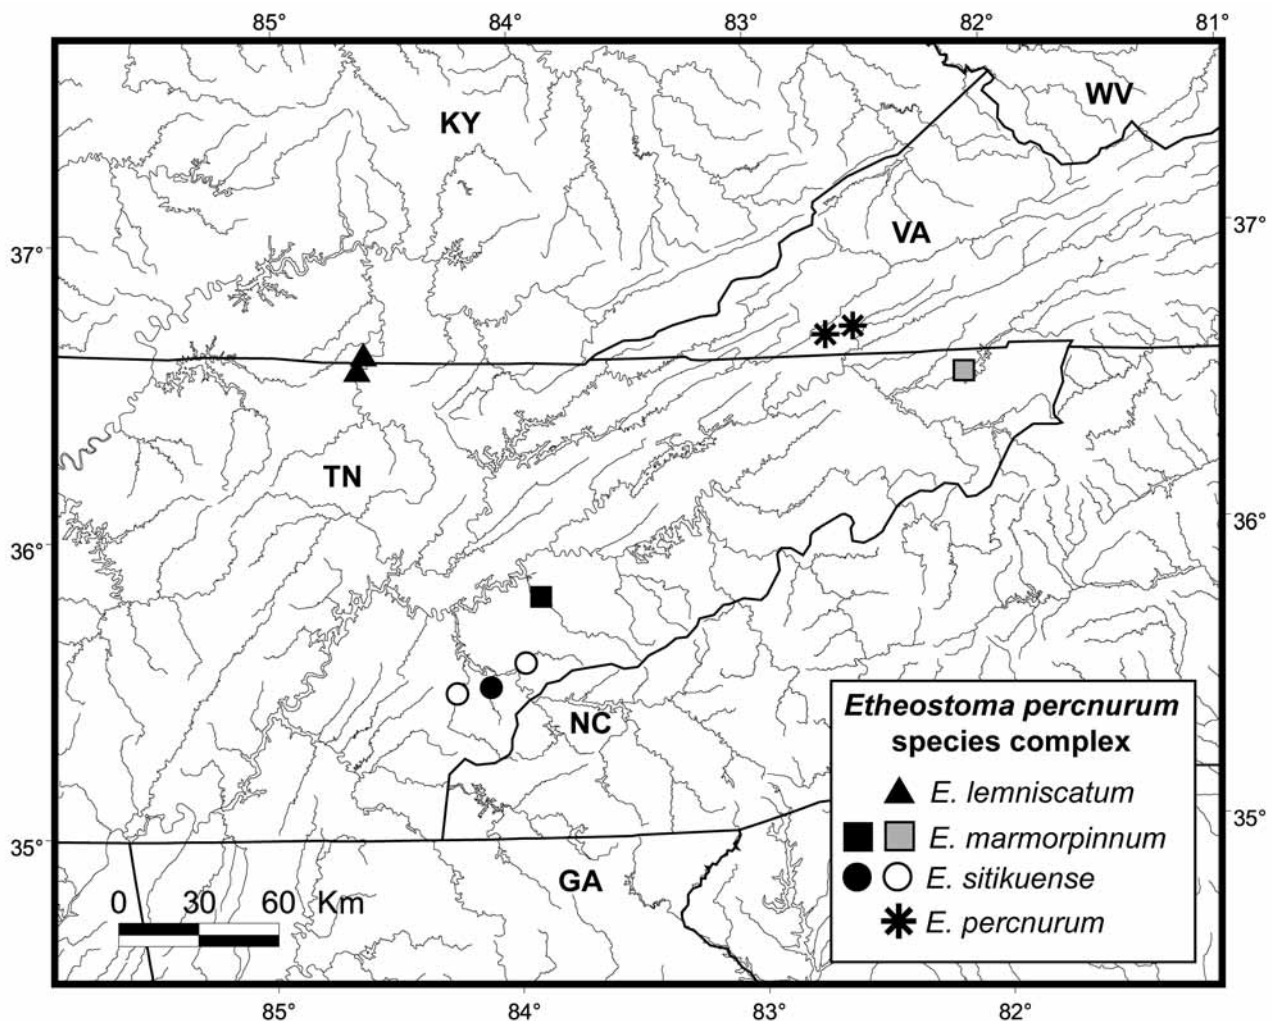 85° 84° 83° 82° 81°
WV
KY
37° VA 37°
TN
36° 36°
NC
Etheostoma percnurum
species complex
E. lemniscatum
E. marmorpinnum
E. sitikuense
E. percnurum
35° 35°
GA
0 30 60 Km
85° 84° 83° 82°